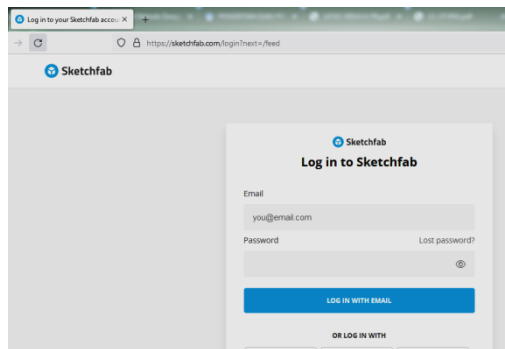 Log in to your Sketchfab accou
https://sketchfab.com/login?next=/feed
Sketchfab
Sketchfab
Log in to Sketchfab
Email
you@email.com
Password Lost password?
LOG IN WITH EMAIL
OR LOG IN WITH